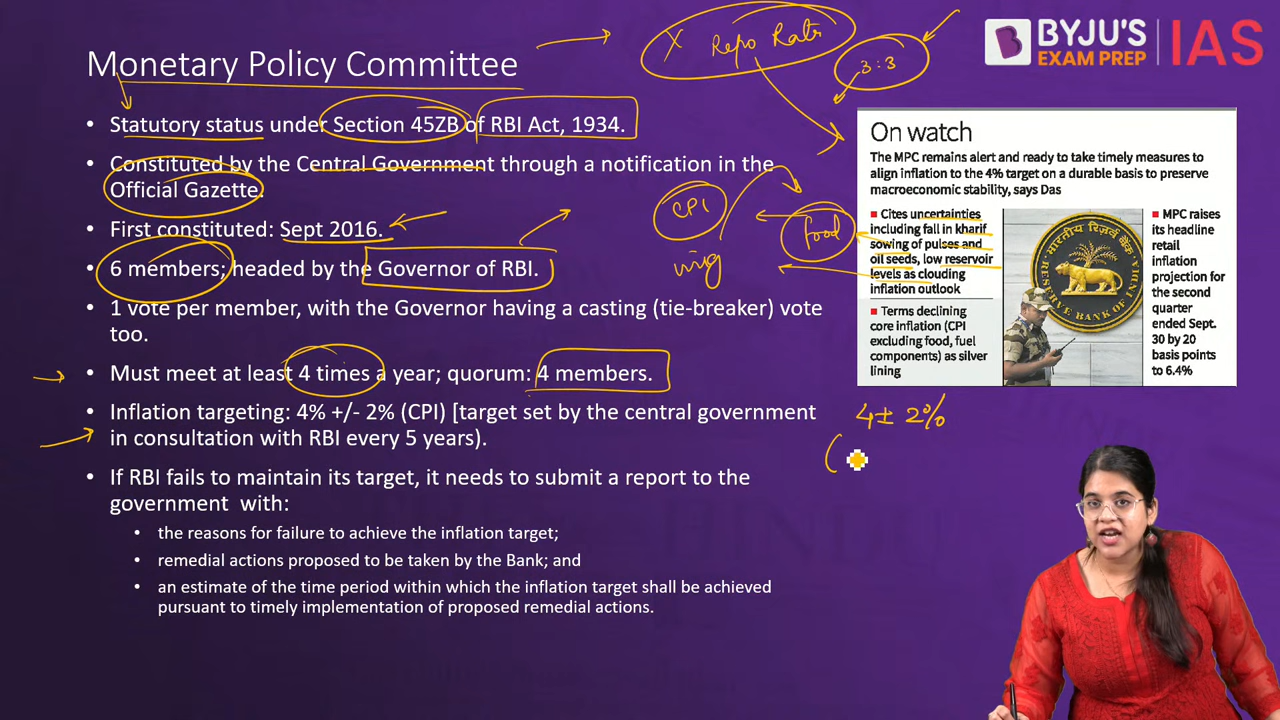 Monetary Policy Committee
X Repo Rate
3:3
BYJU'S
EXAM PREP
IAS
• Statutory status under Section 45ZB of RBI Act, 1934.
• Constituted by the Central Government through a notification in the
Official Gazette.
• First constituted: Sept 2016.
• 6 members; headed by the Governor of RBI.
• 1 vote per member, with the Governor having a casting (tie-breaker) vote
too.
• Must meet at least 4 times a year; quorum: 4 members.
• Inflation targeting: 4% +/- 2% (CPI) [target set by the central government
in consultation with RBI every 5 years).
• If RBI fails to maintain its target, it needs to submit a report to the
government with:
• the reasons for failure to achieve the inflation target;
• remedial actions proposed to be taken by the Bank; and
• an estimate of the time period within which the inflation target shall be achieved
pursuant to timely implementation of proposed remedial actions.
CPI
food
On watch
The MPC remains alert and ready to take timely measures to
align inflation to the 4% target on a durable basis to preserve
macroeconomic stability, says Das
Cites uncertainties
including fall in kharif
sowing of pulses and
oil seeds, low reservoir
levels as clouding
inflation outlook
Terms declining
core inflation (CPI
excluding food, fuel
components) as silver
lining
भारतीय रिज़र्व बैंक
RESERVE BANK OF INDIA
MPC raises
its headline
retail
inflation
projection for
the second
quarter
ended Sept.
30 by 20
basis points
to 6.4%
4 ± 2%
(